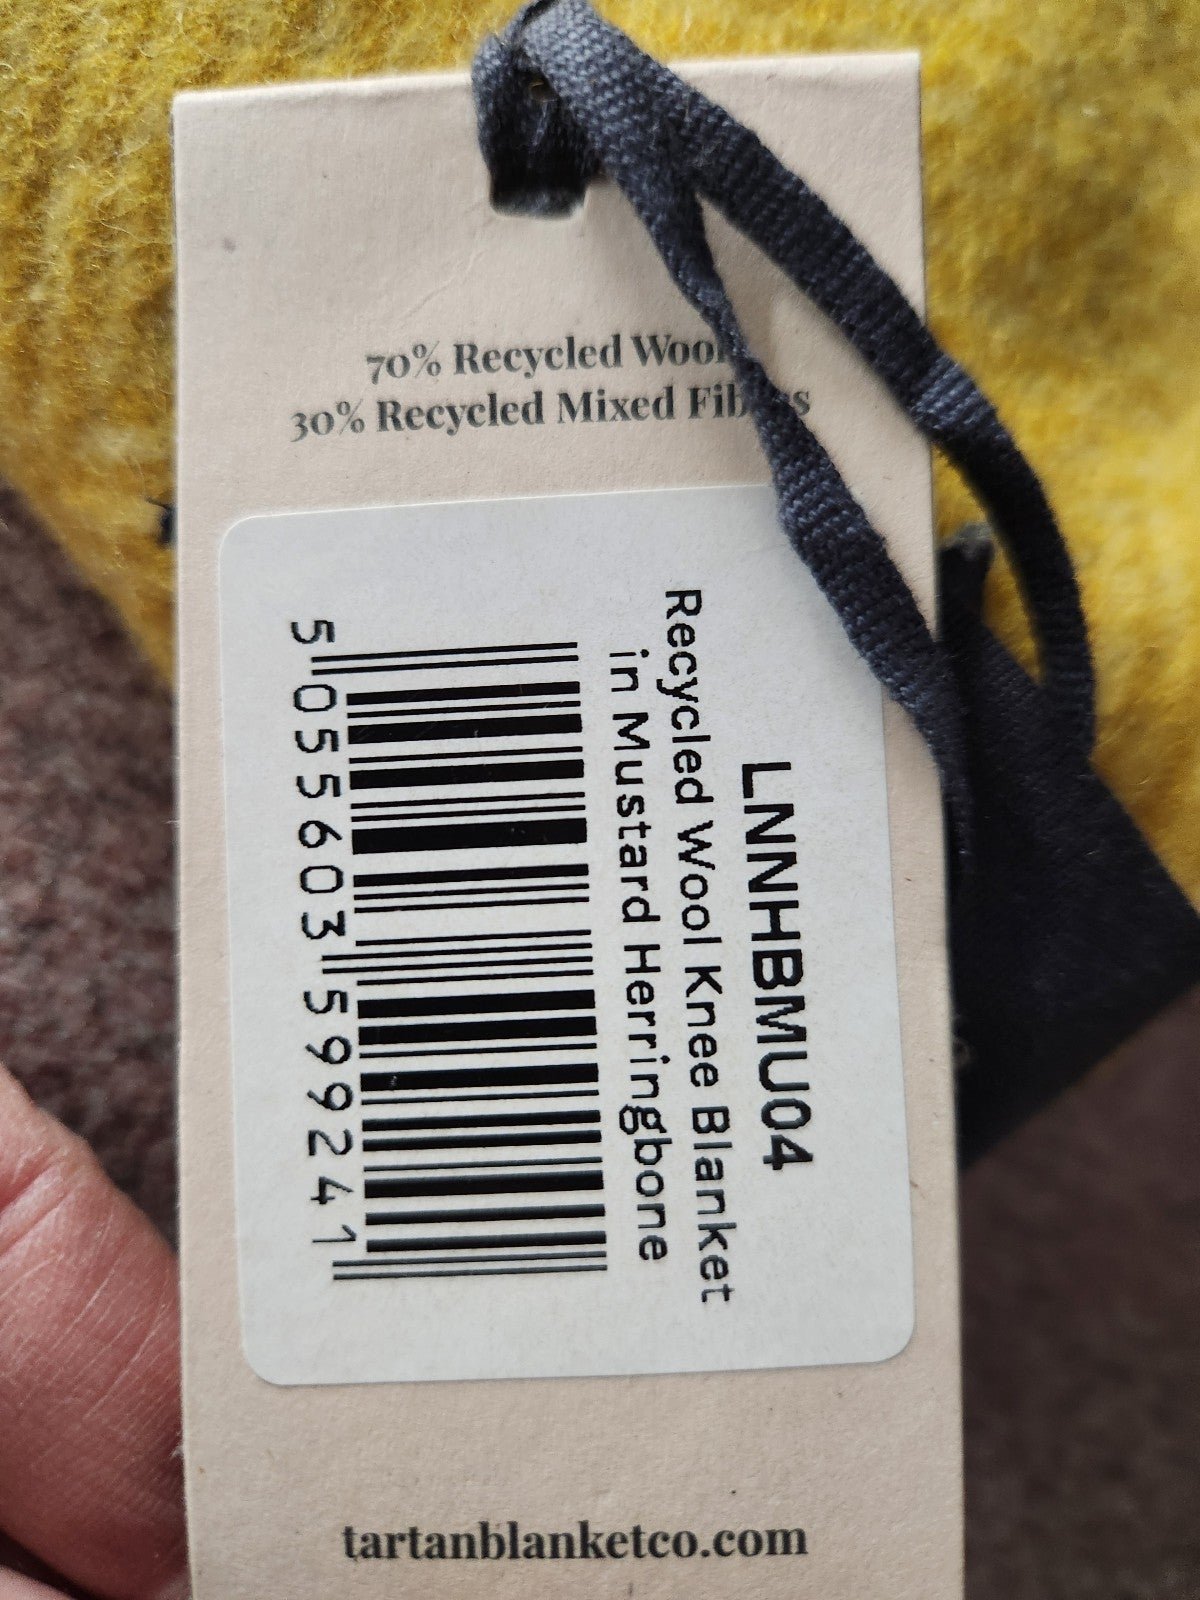 70% Recycled Wool
30% Recycled Mixed
LNNHBMU04
Recycled Wool Knee Blanket
in Mustard Herringbone
5 055603 599241
tartanblanketco.com